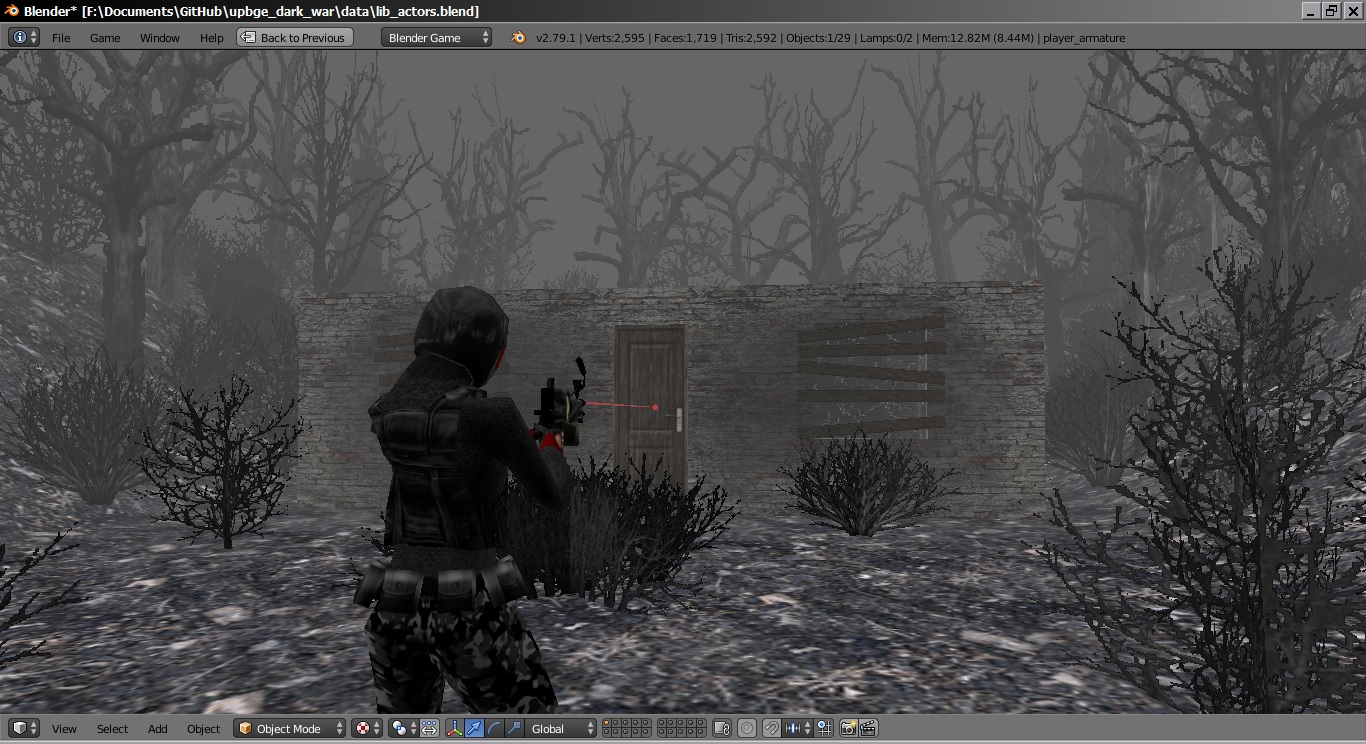 Blender* [F:\Documents\GitHub\upbge_dark_war\data\lib_actors.blend]
File Game Window Help Back to Previous Blender Game v2.79.1 | Verts:2,595 | Faces:1,719 | Tris:2,592 | Objects:1/29 | Lamps:0/2 | Mem:12.82M (8.44M) | player_armature
View Select Add Object Object Mode Global